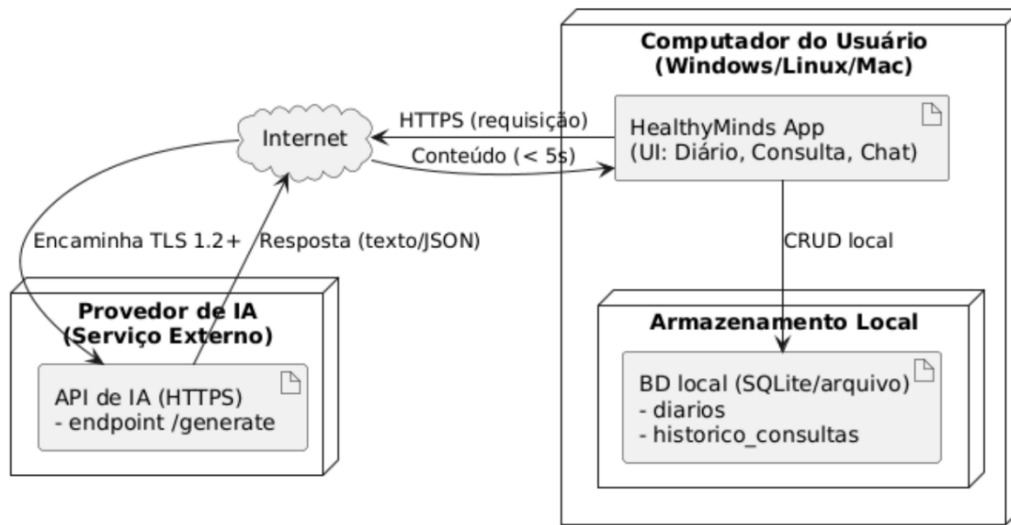 Computador do Usuário
(Windows/Linux/Mac)
HealthyMinds App
(UI: Diário, Consulta, Chat)
HTTPS (requisição)
Internet
Conteúdo (< 5s)
Encaminha TLS 1.2+
Resposta (texto/JSON)
CRUD local
Provedor de IA
(Serviço Externo)
API de IA (HTTPS)
- endpoint /generate
Armazenamento Local
BD local (SQLite/arquivo)
- diarios
- historico_consultas